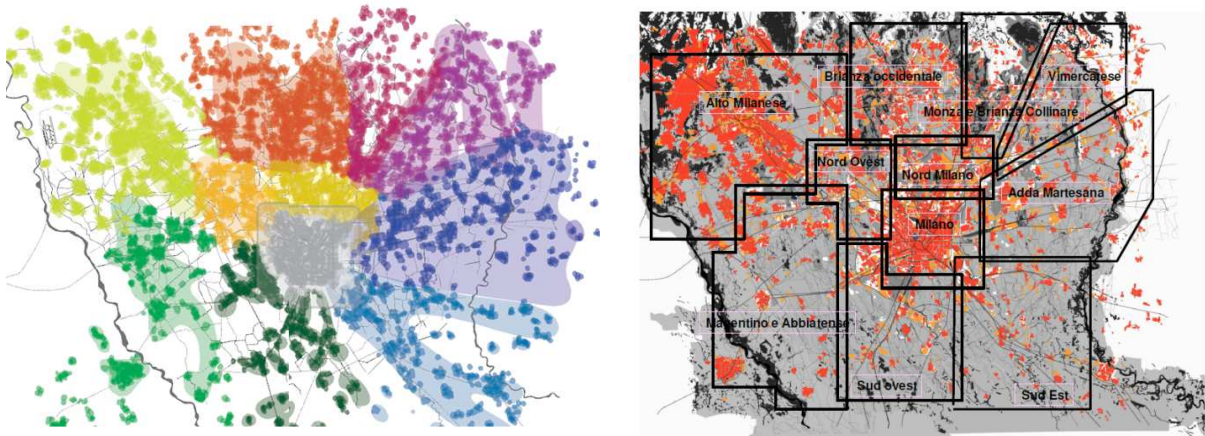 Brianza occidentale
Vimercatese
Alto Milanese
Monza e Brianza Collinare
Nord Ovest
Nord Milano
Adda Martesana
Milano
Magentino e Abbiatense
Sud ovest
Sud Est